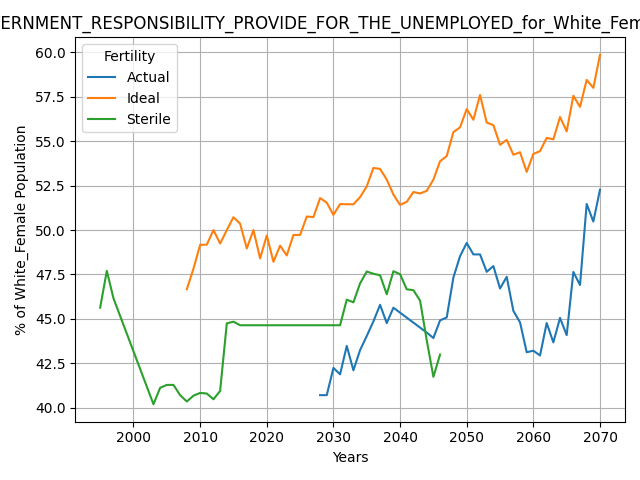 ERNMENT_RESPONSIBILITY_PROVIDE_FOR_THE_UNEMPLOYED_for_White_Fem
Fertility
Actual
Ideal
Sterile
% of White_Female Population
60.0
57.5
55.0
52.5
50.0
47.5
45.0
42.5
40.0
2000 2010 2020 2030 2040 2050 2060 2070
Years